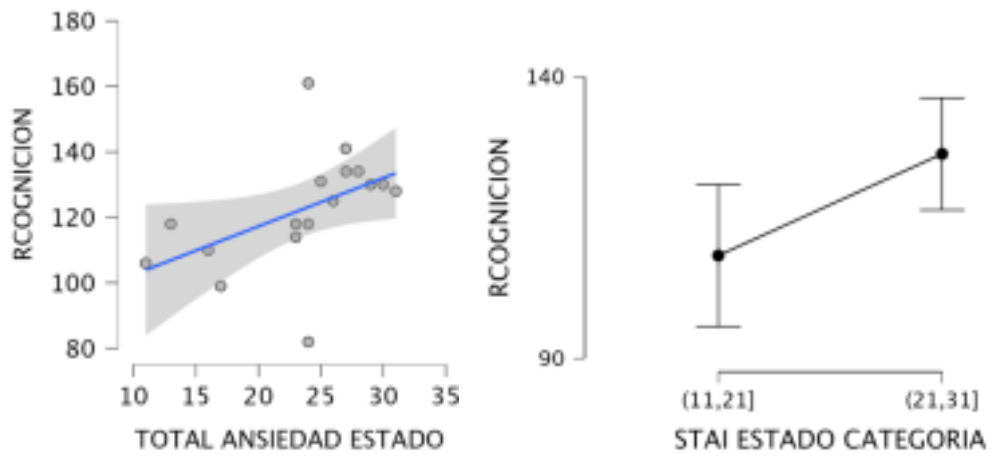 180
160
140
120
100
80
RCOGNICION
10 15 20 25 30 35
TOTAL ANSIEDAD ESTADO
140
90
RCOGNICION
(11,21] (21,31]
STAI ESTADO CATEGORIA